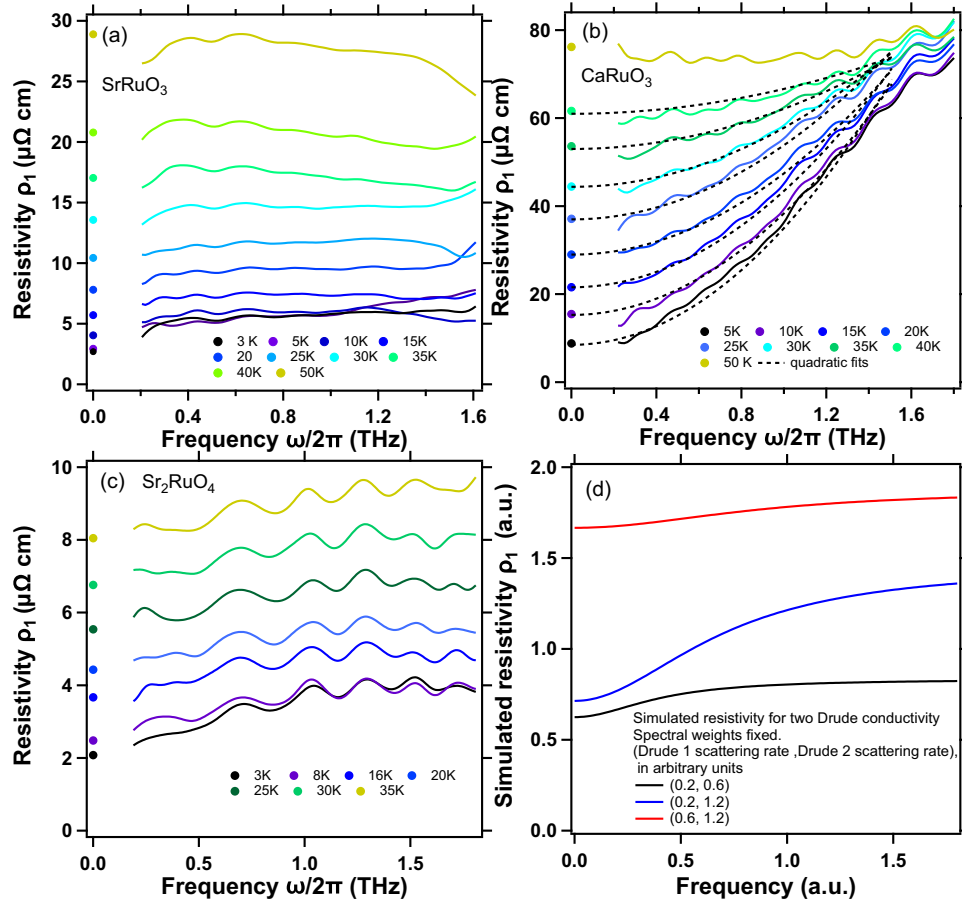 (a)
SrRuO₃
Resistivity ρ₁ (μΩ cm)
30
25
20
15
10
5
0
3 K 5K 10K 15K
20 25K 30K 35K
40K 50K
0.0 0.4 0.8 1.2 1.6
Frequency ω/2π (THz)
(b)
CaRuO₃
Resistivity ρ₁ (μΩ cm)
80
60
40
20
0
5K 10K 15K 20K
25K 30K 35K 40K
50 K quadratic fits
0.0 0.4 0.8 1.2 1.6
Frequency ω/2π (THz)
(c) Sr₂RuO₄
Resistivity ρ₁ (μΩ cm)
10
8
6
4
2
0
3K 8K 16K 20K
25K 30K 35K
0.0 0.5 1.0 1.5
Frequency ω/2π (THz)
(d)
Simulated resistivity ρ₁ (a.u.)
2.0
1.5
1.0
0.5
0.0
Simulated resistivity for two Drude conductivity
Spectral weights fixed.
(Drude 1 scattering rate ,Drude 2 scattering rate),
in arbitrary units
(0.2, 0.6)
(0.2, 1.2)
(0.6, 1.2)
0.0 0.5 1.0 1.5
Frequency (a.u.)